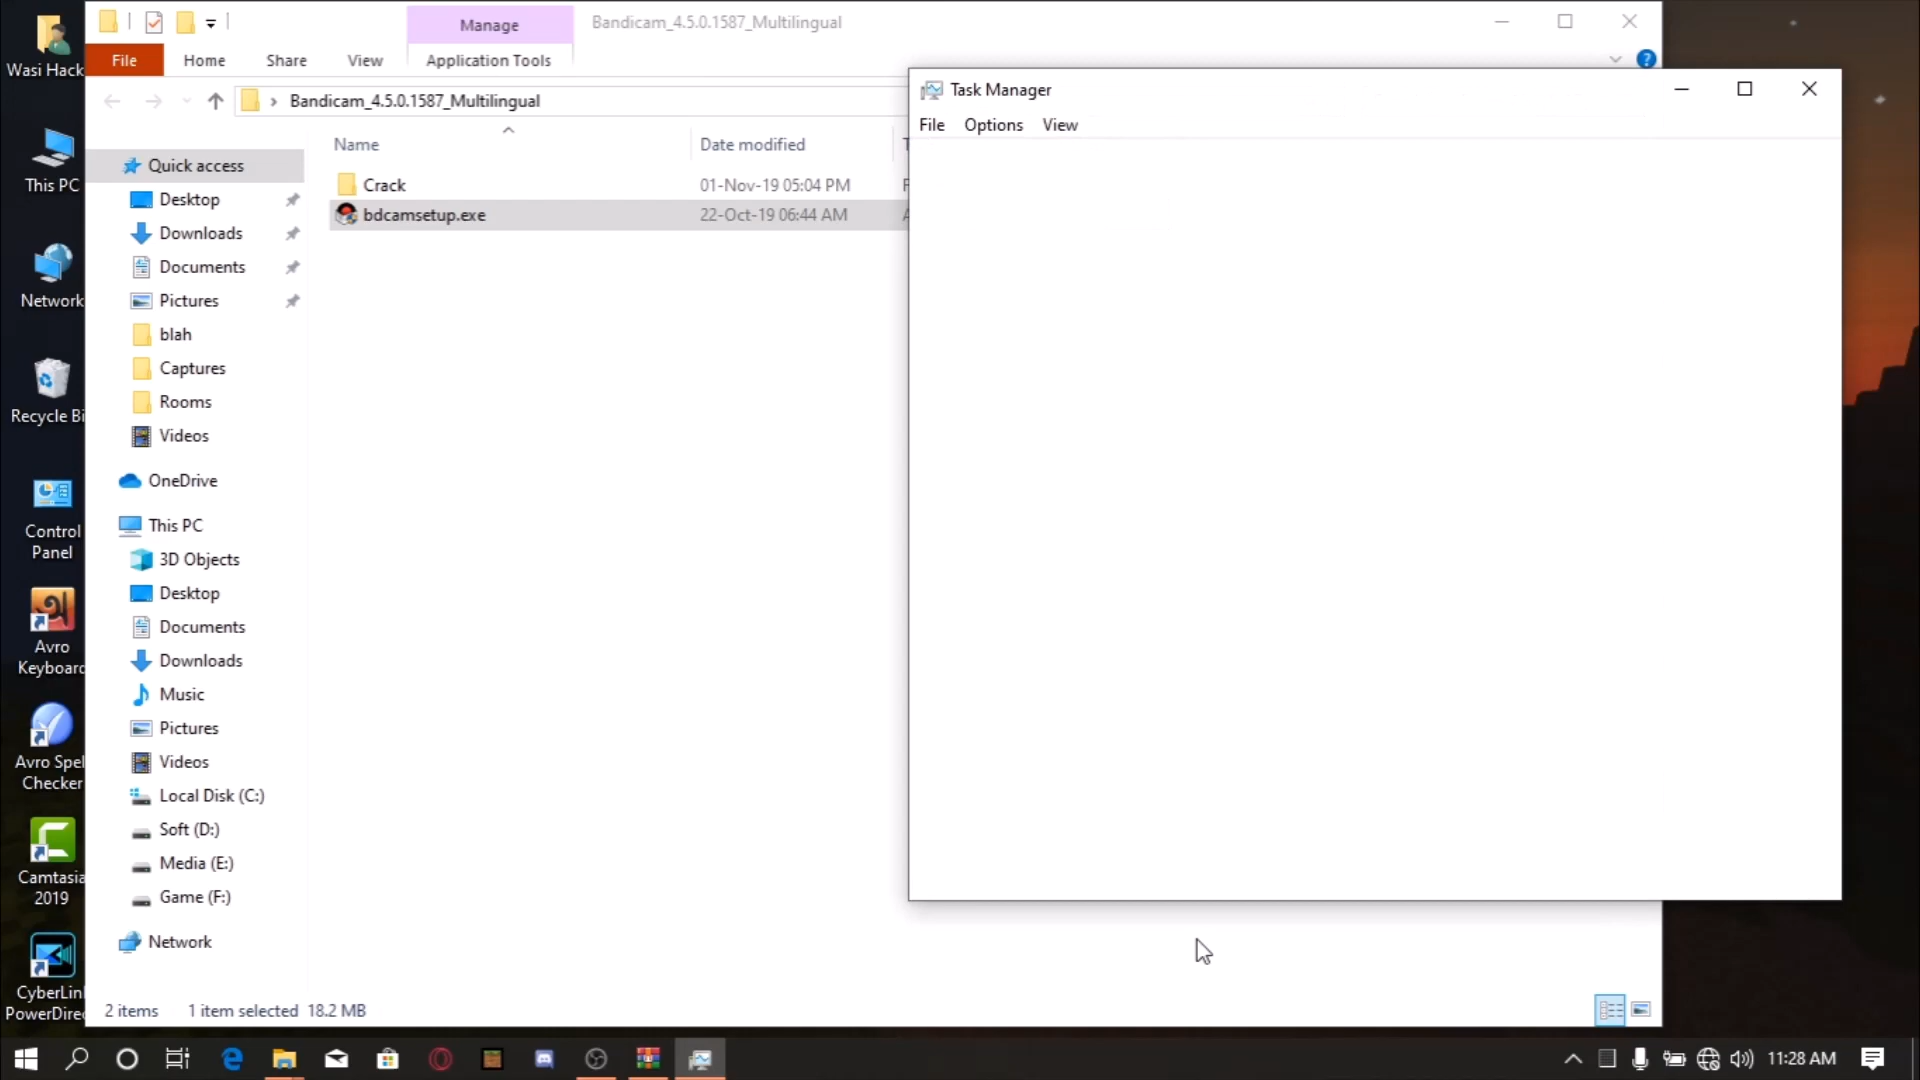 Manage
Bandicam_4.5.0.1587_Multilingual
File
Home
Share
View
Application Tools
Bandicam_4.5.0.1587_Multilingual
Name
Date modified
Crack
01-Nov-19 05:04 PM
bdcamsetup.exe
22-Oct-19 06:44 AM
Quick access
Desktop
Downloads
Documents
Pictures
blah
Captures
Rooms
Videos
OneDrive
This PC
3D Objects
Desktop
Documents
Downloads
Music
Pictures
Videos
Local Disk (C:)
Soft (D:)
Media (E:)
Game (F:)
Network
2 items
1 item selected 18.2 MB
Task Manager
File
Options
View
Wasi Hack
This PC
Network
Recycle Bi
Control
Panel
Avro
Keyboard
Avro Spel
Checker
Camtasia
2019
CyberLin
PowerDire
11:28 AM